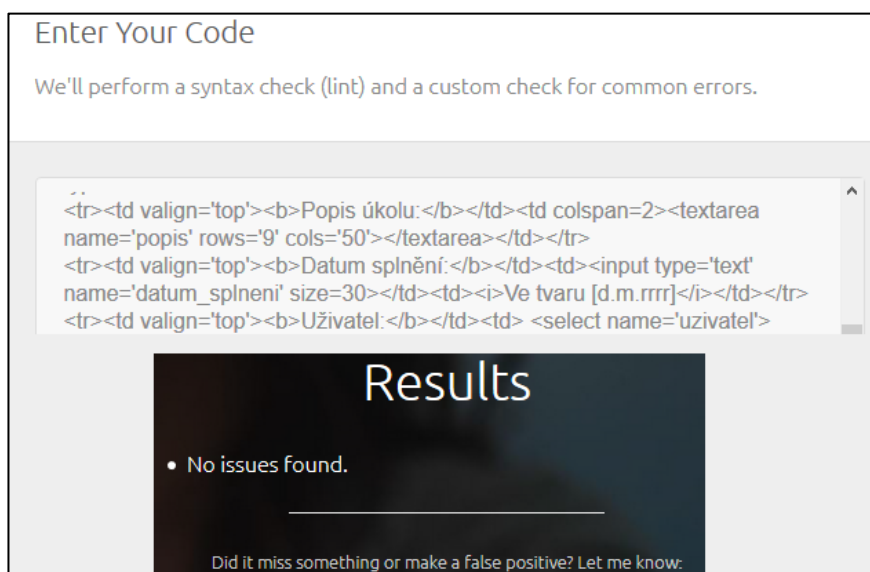 Enter Your Code
We'll perform a syntax check (lint) and a custom check for common errors.
<tr><td valign='top'><b>Popis úkolu:</b></td><td colspan=2><textarea
name='popis' rows='9' cols='50'></textarea></td></tr>
<tr><td valign='top'><b>Datum splnění:</b></td><td><input type='text'
name='datum_splneni' size=30></td><td><i>Ve tvaru [d.m.rrrr]</i></td></tr>
<tr><td valign='top'><b>Uživatel:</b></td><td> <select name='uzivatel'>
Results
• No issues found.
Did it miss something or make a false positive? Let me know: